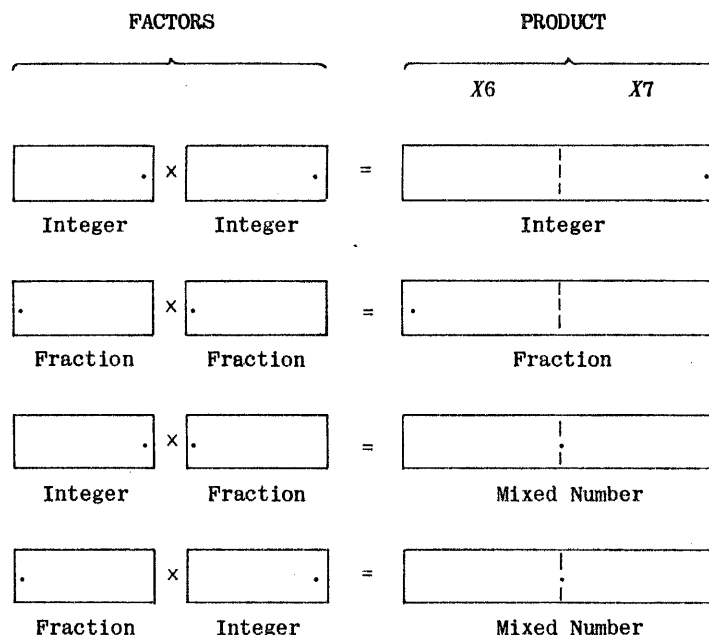 FACTORS PRODUCT
X6 X7
× =
Integer Integer Integer
× =
Fraction Fraction Fraction
× =
Integer Fraction Mixed Number
× =
Fraction Integer Mixed Number